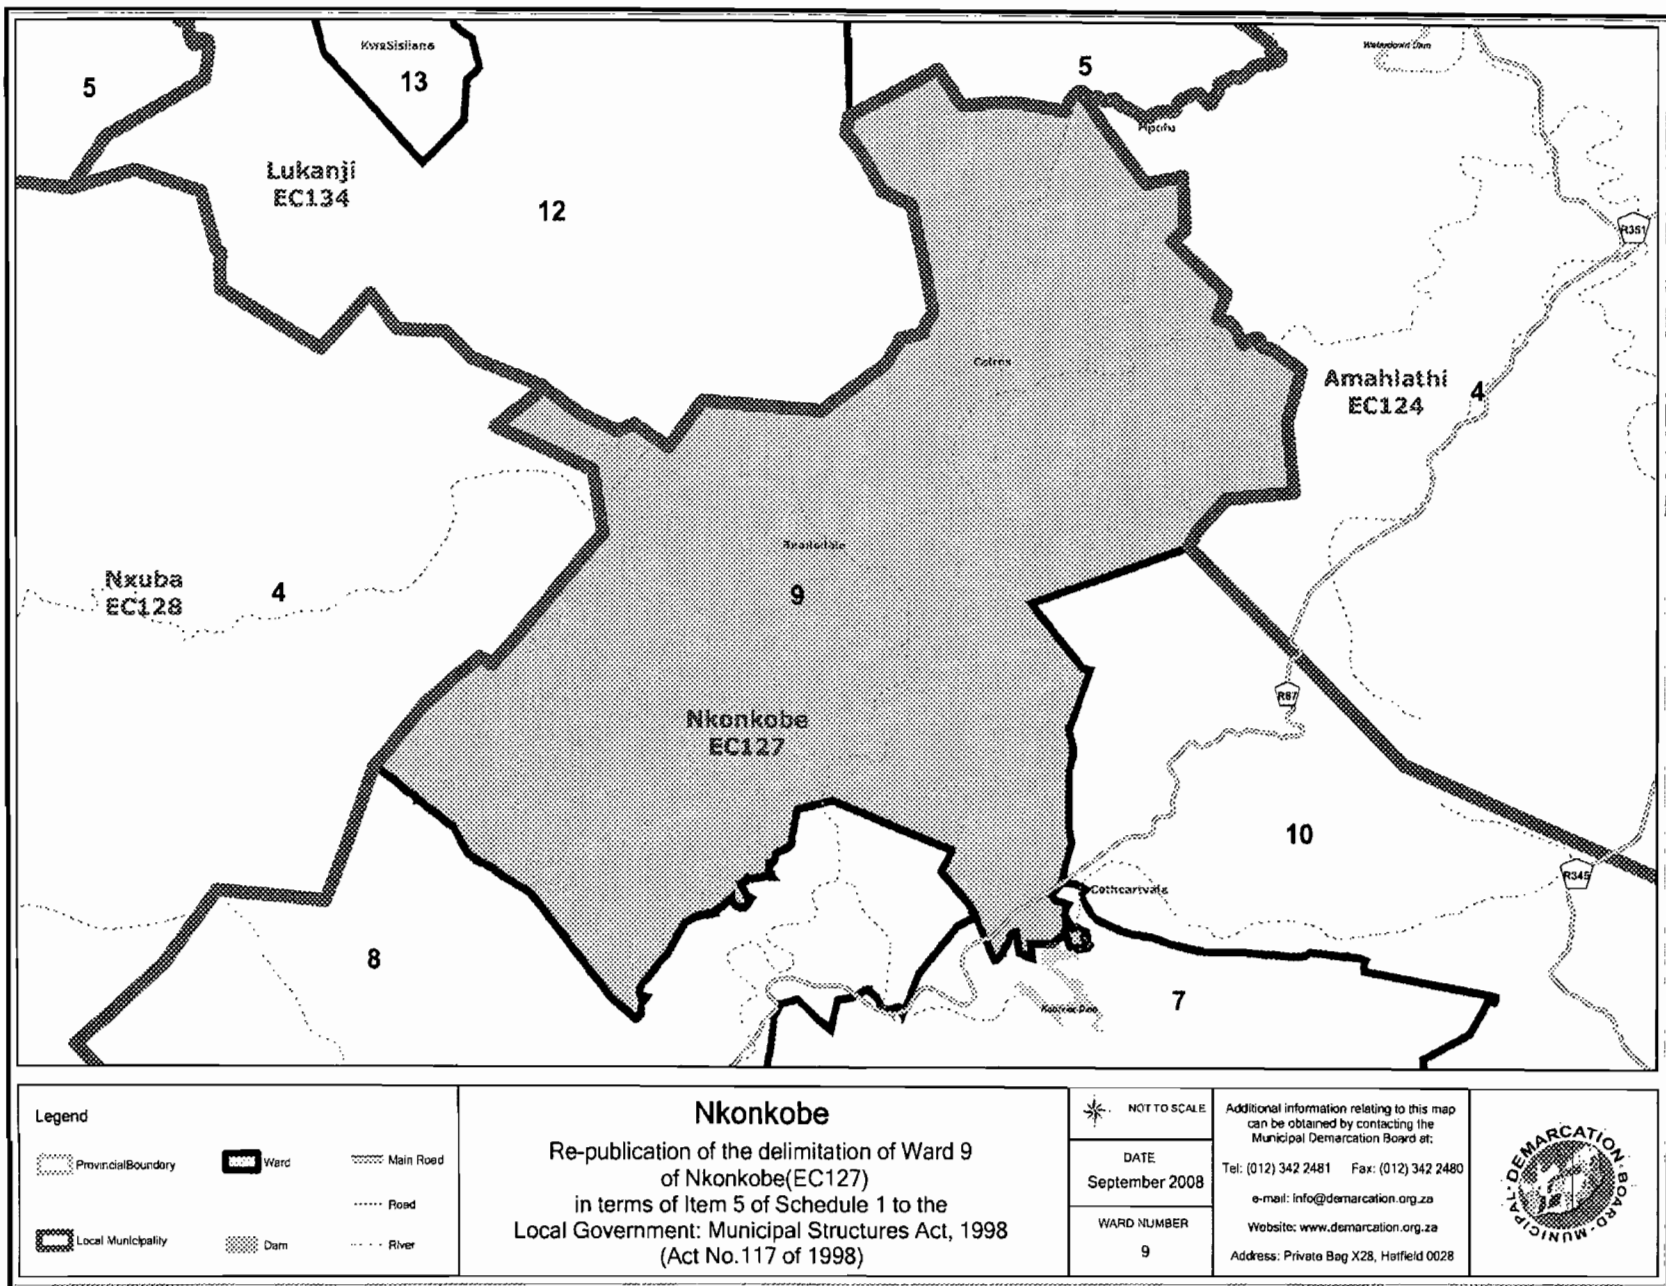 KwaSisilana
13
5
5
Waterdown Dam
Lukanji
EC134
12
R351
Amahlathi
EC124
4
Nxuba
EC128
4
9
Nkonkobe
EC127
R67
10
Cathcartvale
R345
8
7
Legend
ProvincialBoundary
Ward
Main Road
Road
Local Municipality
Dam
River
Nkonkobe
Re-publication of the delimitation of Ward 9
of Nkonkobe(EC127)
in terms of Item 5 of Schedule 1 to the
Local Government: Municipal Structures Act, 1998
(Act No.117 of 1998)
NOT TO SCALE
DATE
September 2008
WARD NUMBER
9
Additional information relating to this map
can be obtained by contacting the
Municipal Demarcation Board at:
Tel: (012) 342 2481 Fax: (012) 342 2480
e-mail: info@demarcation.org.za
Website: www.demarcation.org.za
Address: Private Bag X28, Hatfield 0028
MUNICIPAL DEMARCATION BOARD